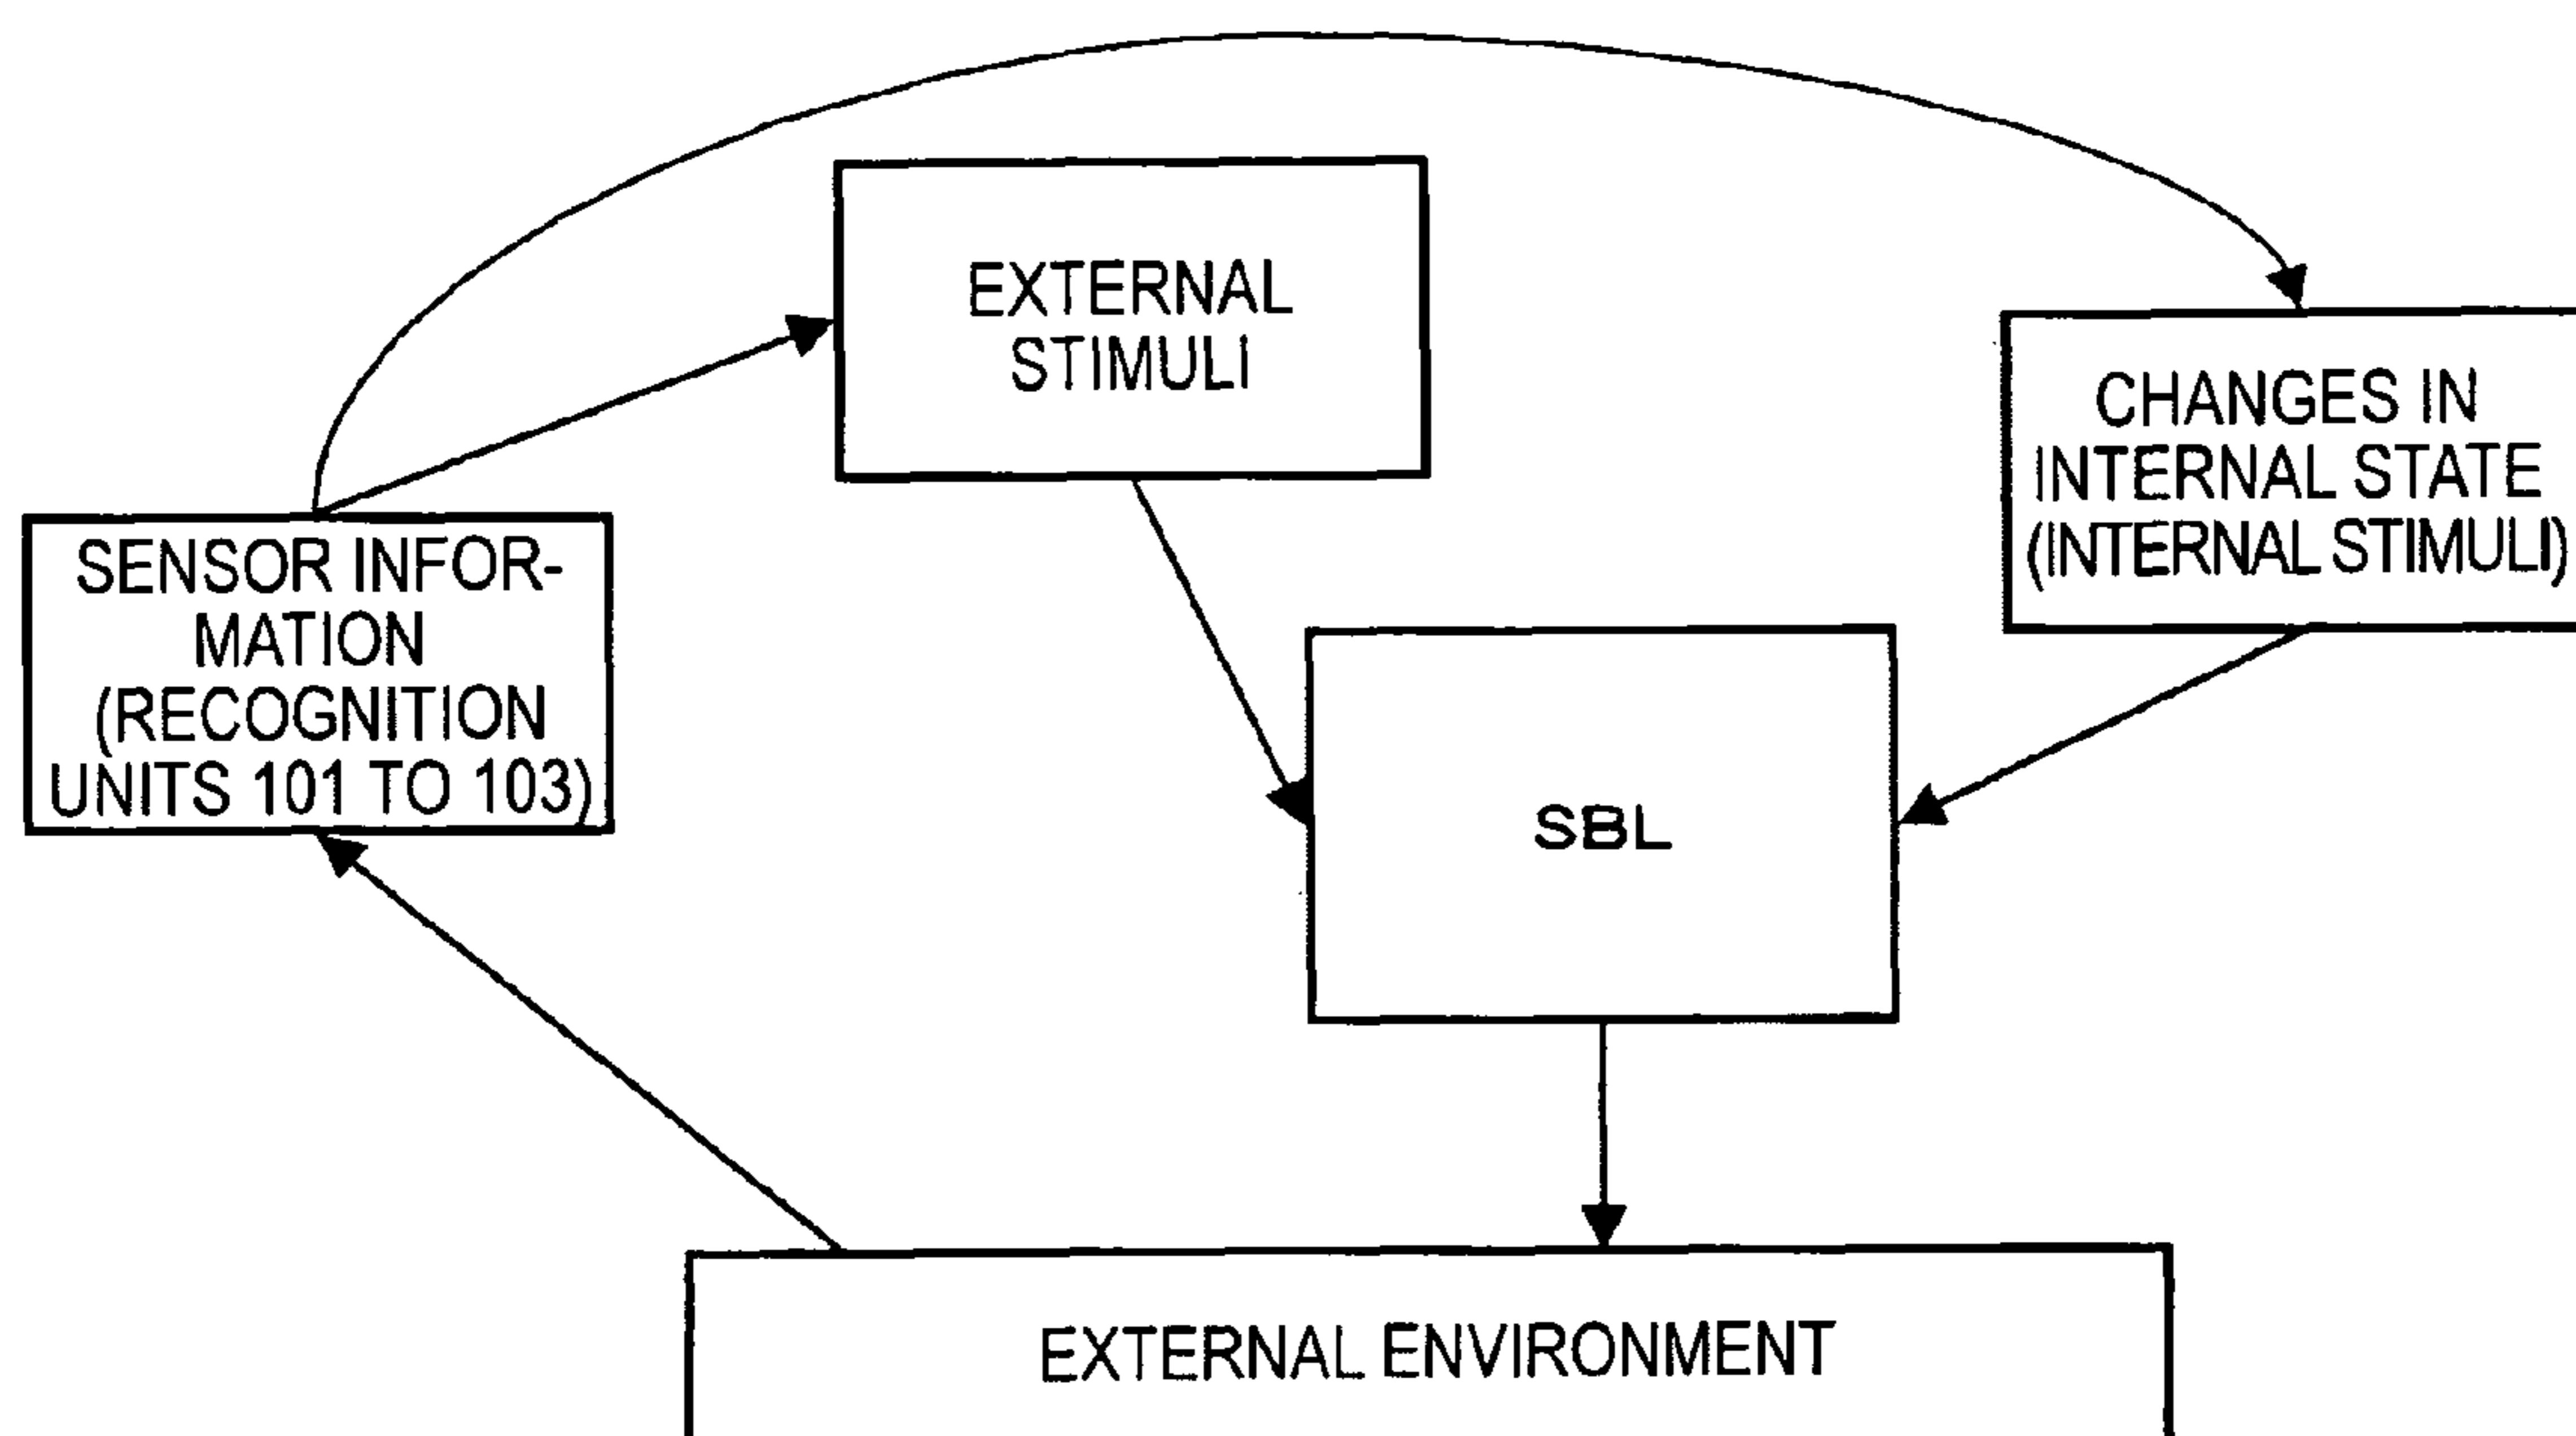 EXTERNAL
STIMULI
CHANGES IN
INTERNAL STATE
(INTERNAL STIMULI)
SENSOR INFOR-
MATION
(RECOGNITION
UNITS 101 TO 103)
SBL
EXTERNAL ENVIRONMENT